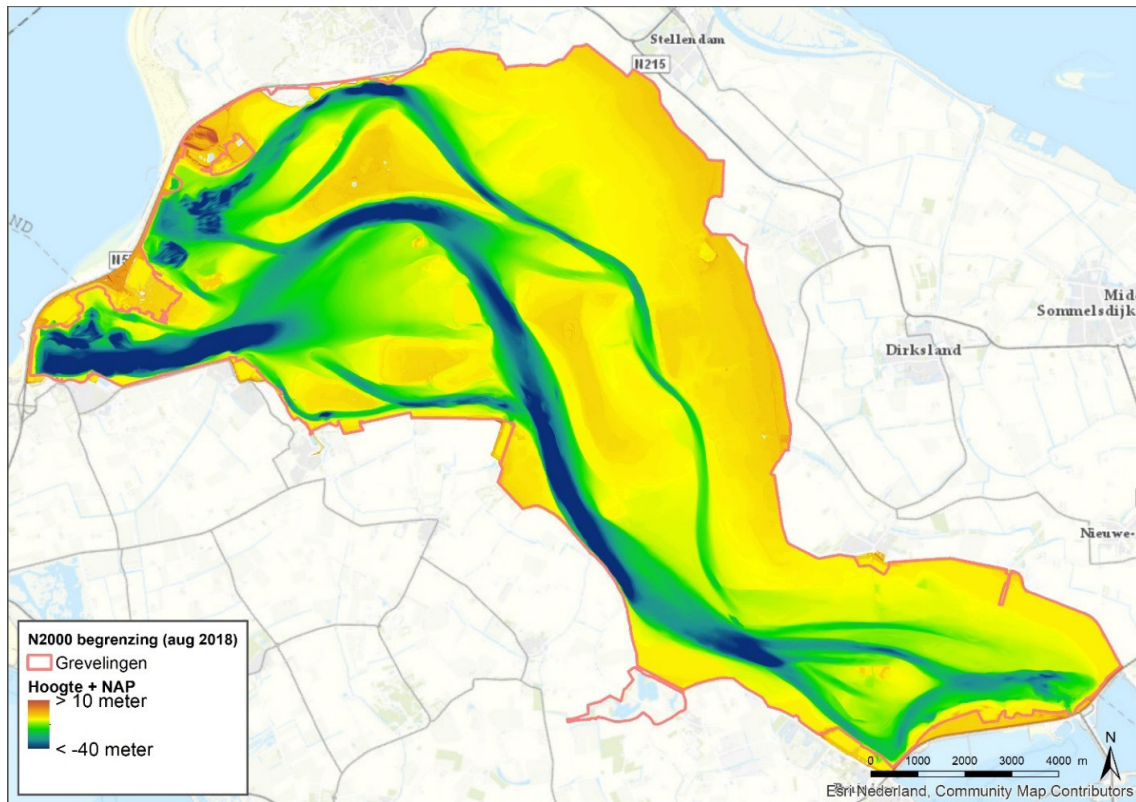 Stellendam
N215
ND
N5
Mid
Sommelsdijk
Dirksland
Nieuwe-
N2000 begrenzing (aug 2018)
Grevelingen
Hoogte + NAP
> 10 meter
< -40 meter
N
0 1000 2000 3000 4000 m
Esri Nederland, Community Map Contributors